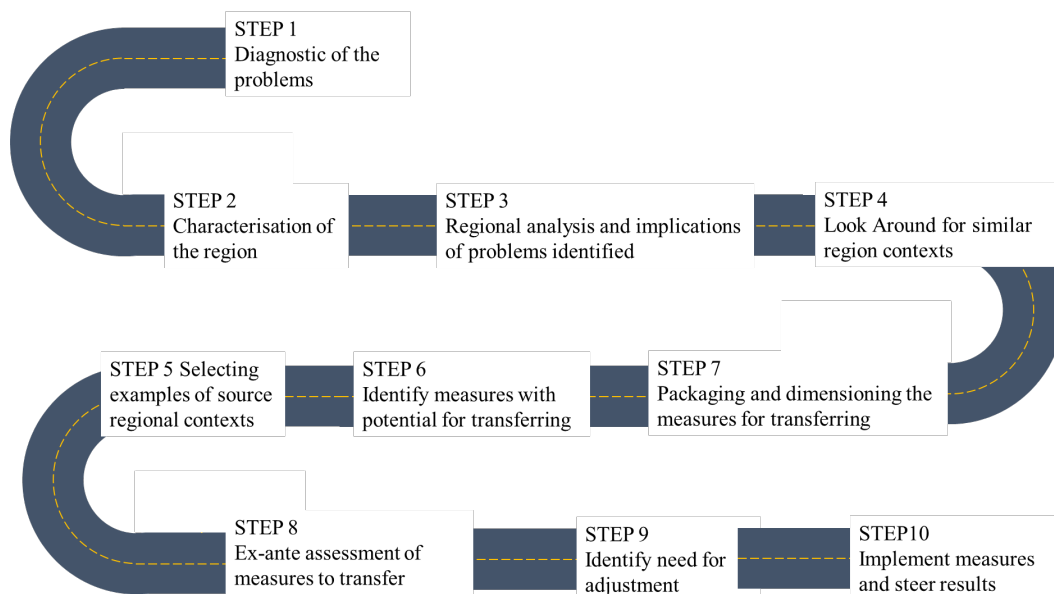 STEP 1
Diagnostic of the
problems
STEP 2
Characterisation of
the region
STEP 3
Regional analysis and implications
of problems identified
STEP 4
Look Around for similar
region contexts
STEP 5 Selecting
examples of source
regional contexts
STEP 6
Identify measures with
potential for transferring
STEP 7
Packaging and dimensioning the
measures for transferring
STEP 8
Ex-ante assessment of
measures to transfer
STEP 9
Identify need for
adjustment
STEP10
Implement measures
and steer results